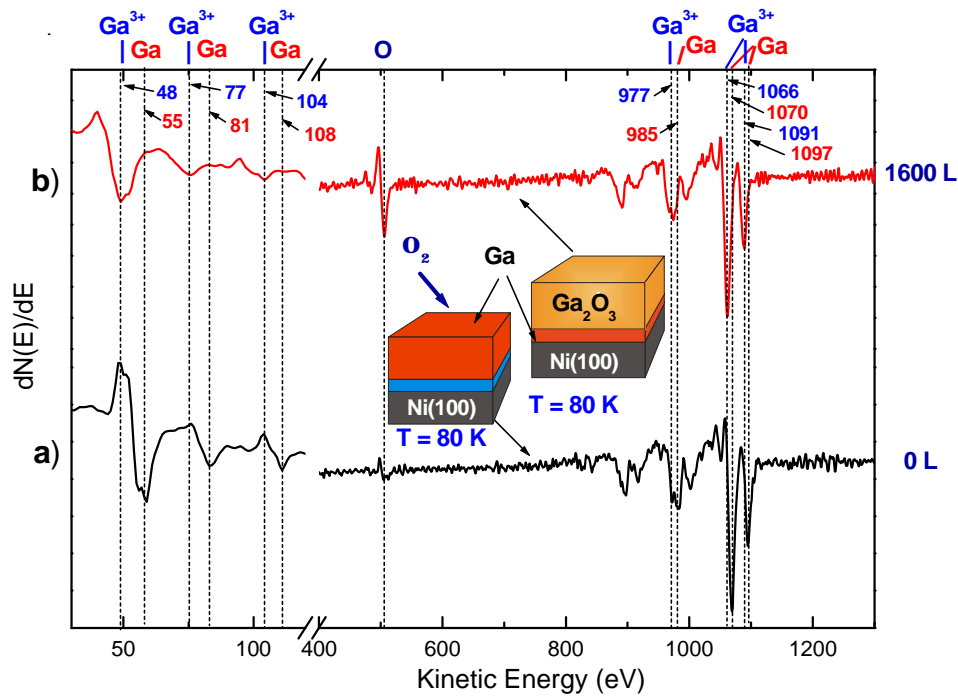 Ga³⁺ Ga³⁺ Ga³⁺ Ga³⁺ Ga³⁺
Ga Ga Ga O Ga Ga
48 77 104 977 1066
55 81 108 985 1070
1091
1097
b)
1600 L
O₂
Ga
Ga₂O₃
Ni(100)
T = 80 K
Ni(100)
T = 80 K
a)
0 L
dN(E)/dE
50 100 400 600 800 1000 1200
Kinetic Energy (eV)